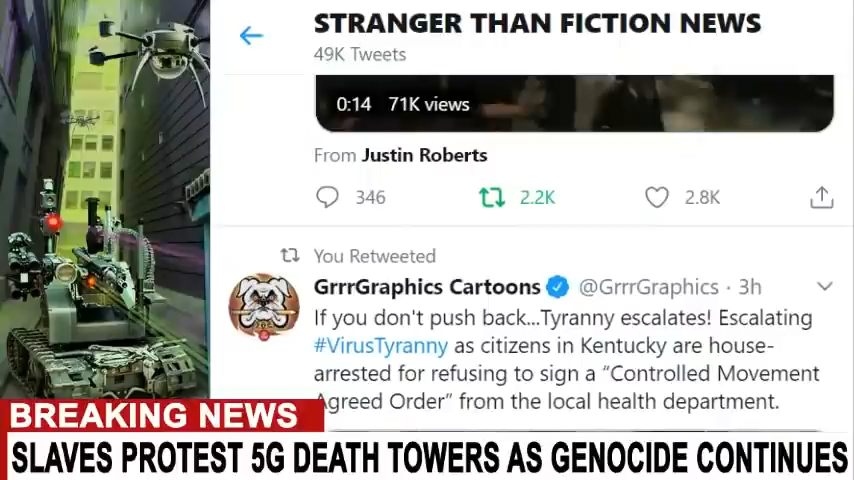 STRANGER THAN FICTION NEWS
49K Tweets
0:14 71K views
From Justin Roberts
346 2.2K 2.8K
You Retweeted
GrrrGraphics Cartoons @GrrrGraphics · 3h
If you don't push back...Tyranny escalates! Escalating
#VirusTyranny as citizens in Kentucky are house-
arrested for refusing to sign a “Controlled Movement
Agreed Order” from the local health department.
BREAKING NEWS
SLAVES PROTEST 5G DEATH TOWERS AS GENOCIDE CONTINUES